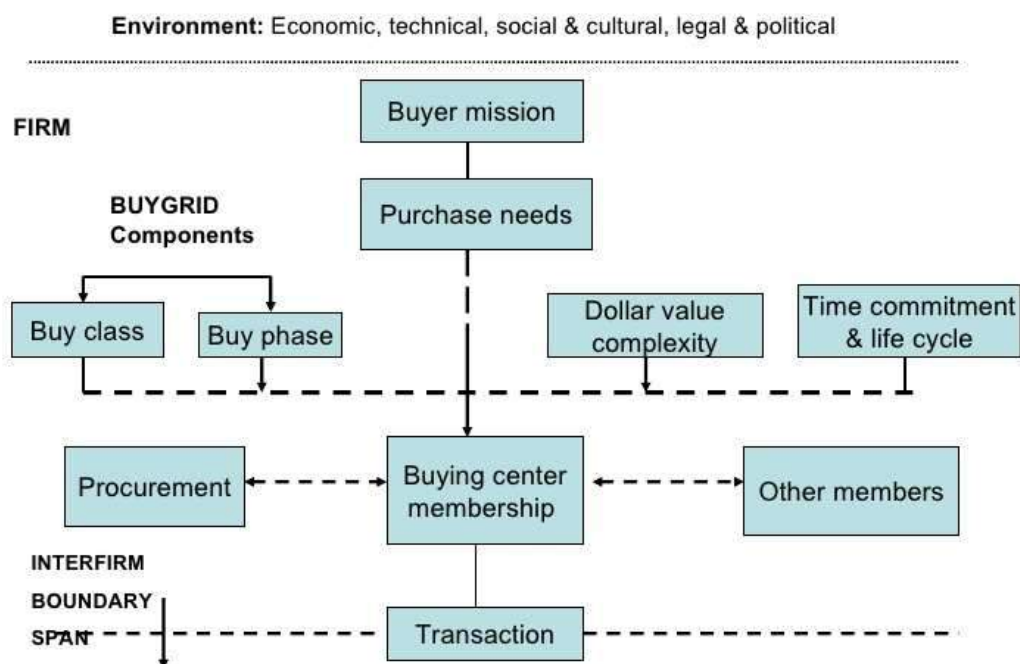 Environment: Economic, technical, social & cultural, legal & political
FIRM
Buyer mission
BUYGRID
Components
Purchase needs
Buy class
Buy phase
Dollar value
complexity
Time commitment
& life cycle
Procurement
Buying center
membership
Other members
INTERFIRM
BOUNDARY
SPAN
Transaction